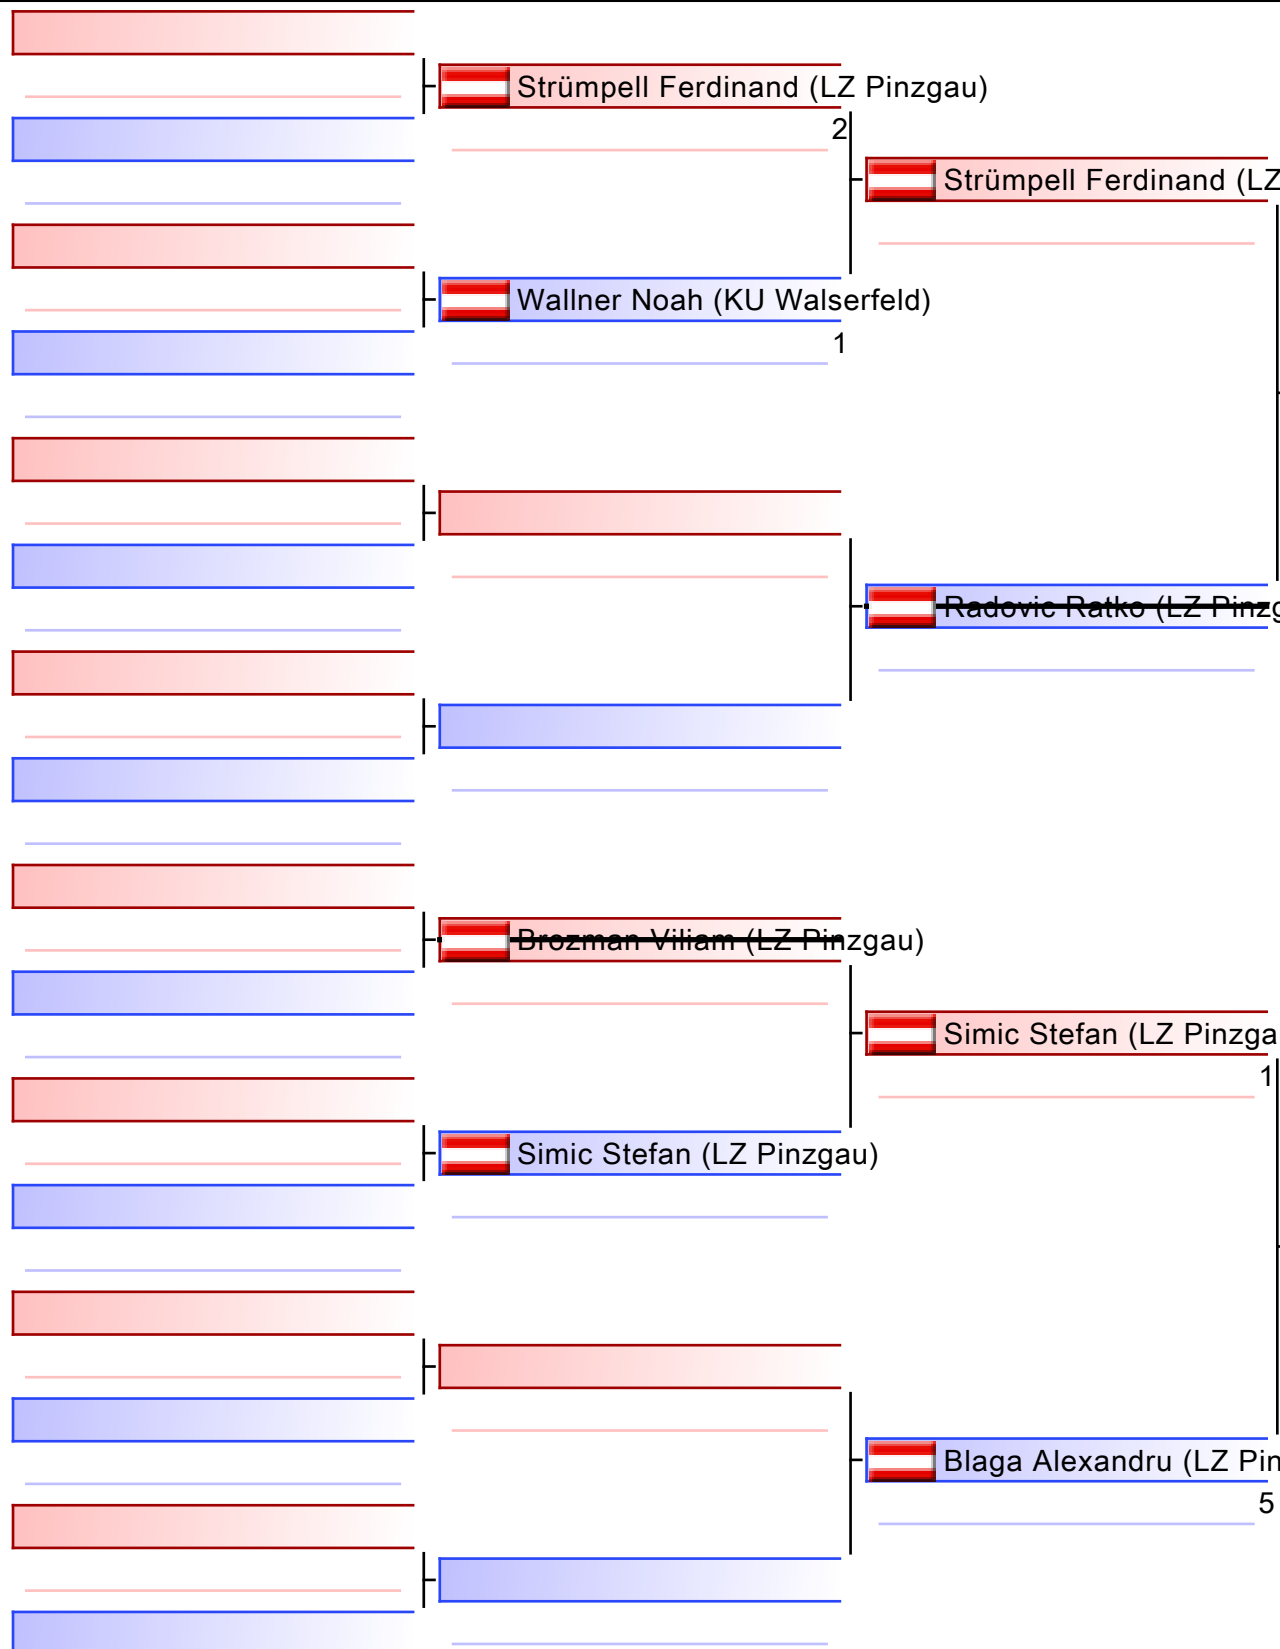 Strümpell Ferdinand (LZ Pinzgau)
2
Strümpell Ferdinand (LZ
Wallner Noah (KU Walserfeld)
1
Radovic Ratko (LZ Pinzg
Brozman Viliam (LZ Pinzgau)
Simic Stefan (LZ Pinzga
1
Simic Stefan (LZ Pinzgau)
Blaga Alexandru (LZ Pin
5